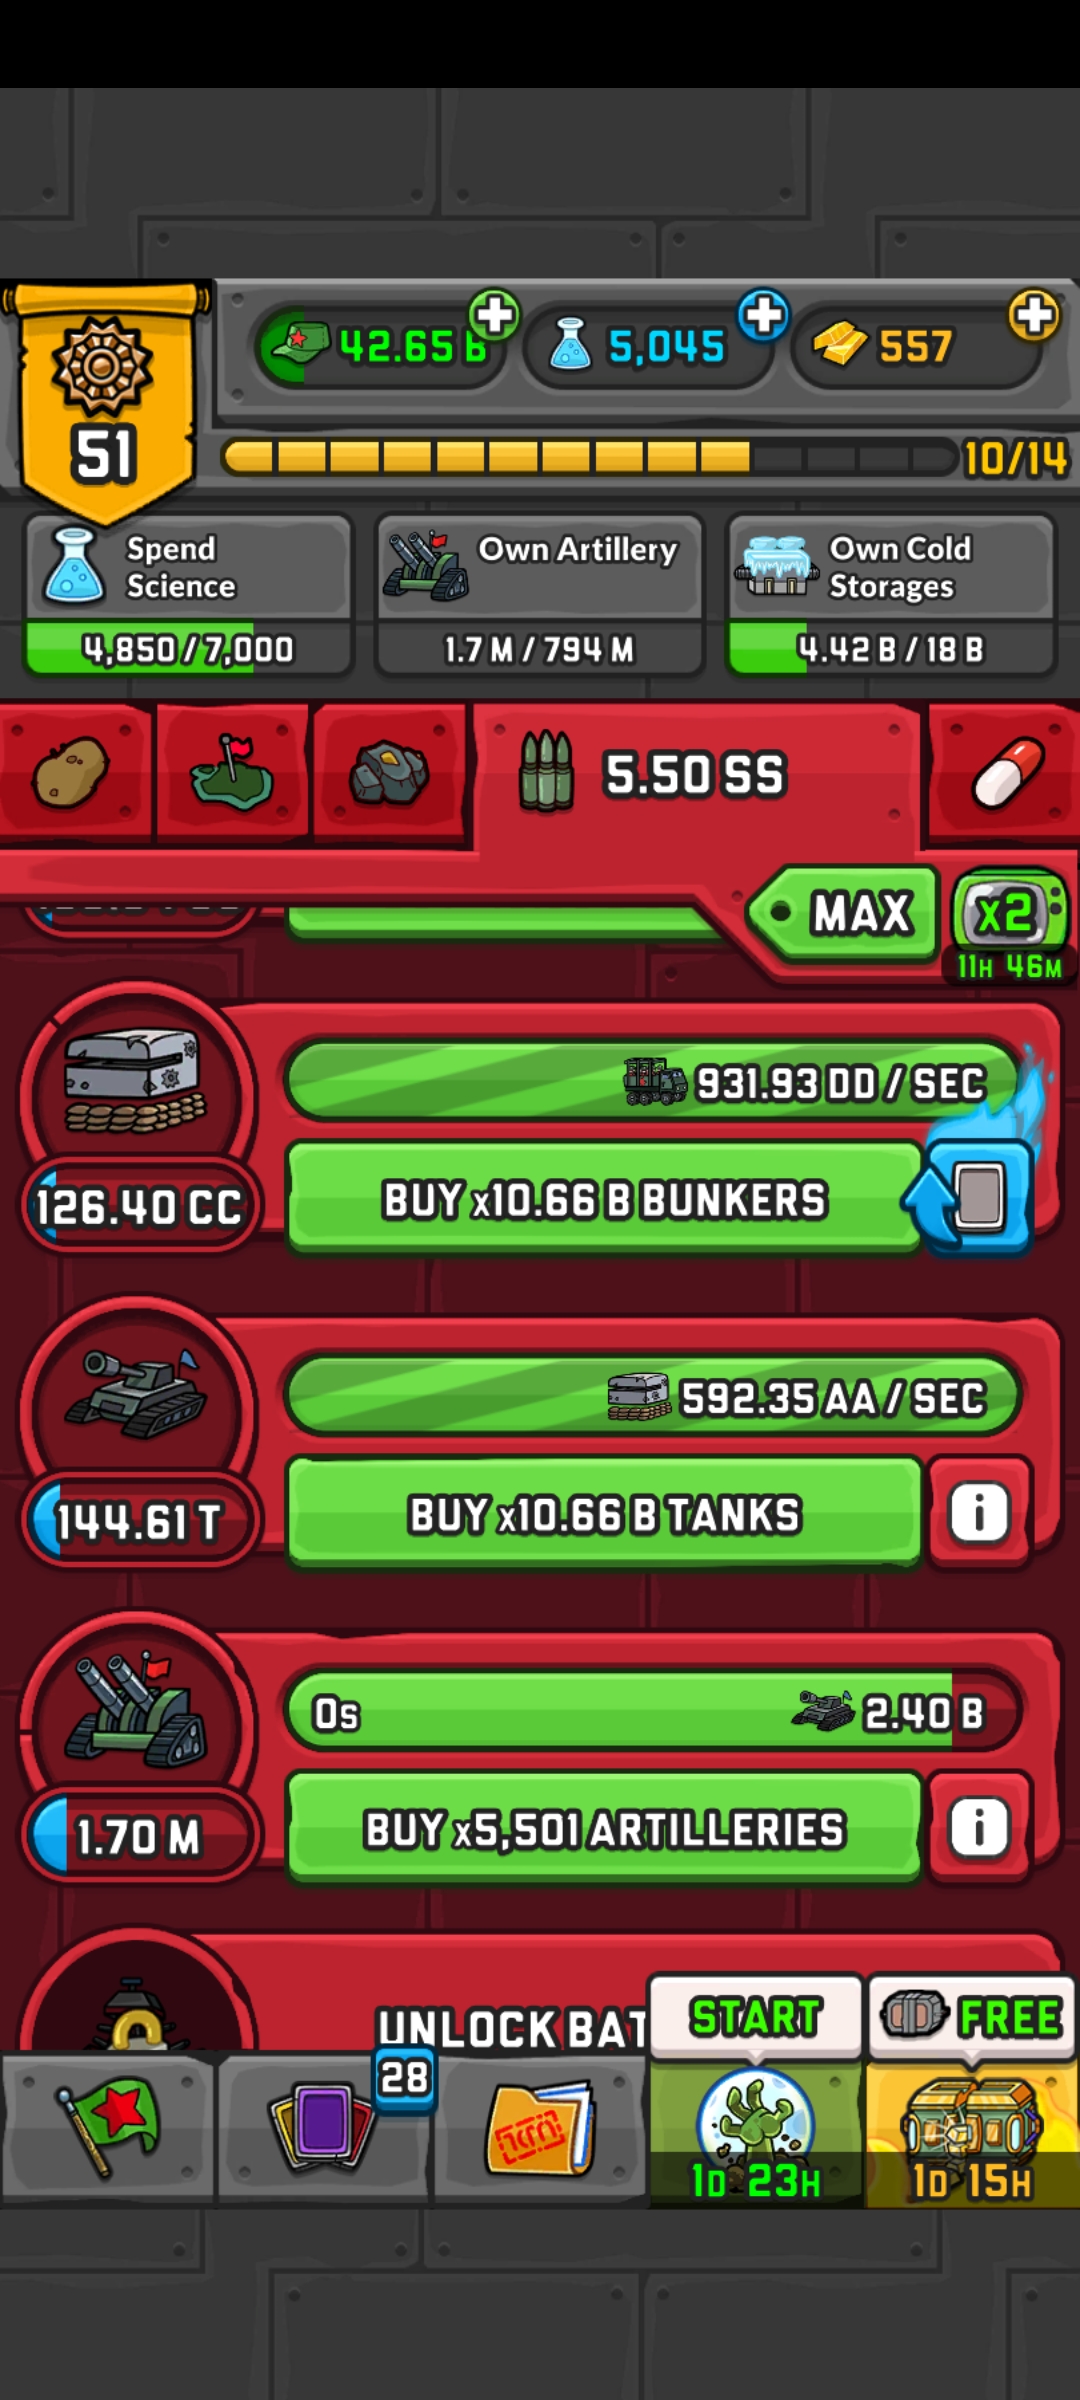 42.65 B
5,045
557
51
10/14
Spend
Science
4,850/7,000
Own Artillery
1.7 M / 794 M
Own Cold
Storages
4.42 B / 18 B
5.50 SS
MAX
x2
11H 46M
931.93 DD / SEC
126.40 CC
BUY x10.66 B BUNKERS
592.35 AA / SEC
144.61 T
BUY x10.66 B TANKS
i
0s
2.40 B
1.70 M
BUY x5,501 ARTILLERIES
i
UNLOCK BAT
START
FREE
28
1D 23H
1D 15H